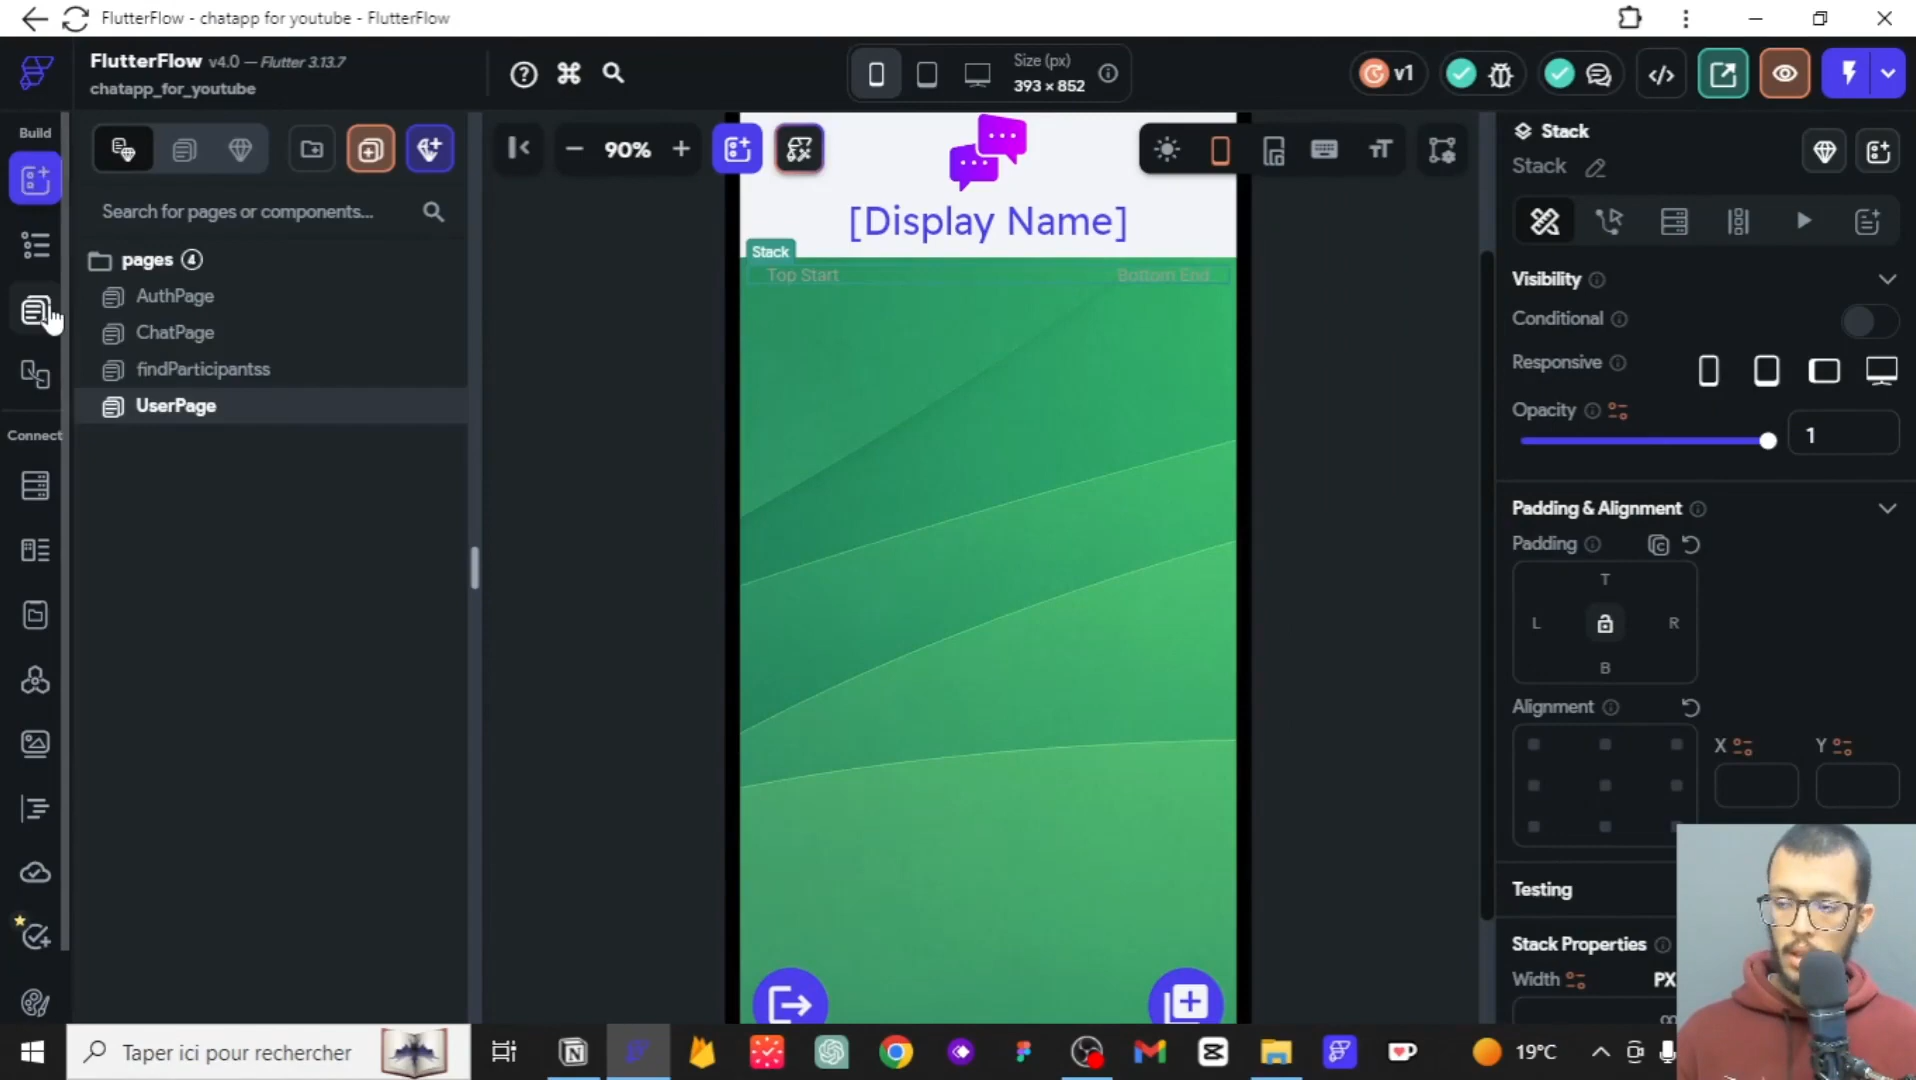 FlutterFlow - chatapp for youtube - FlutterFlow
FlutterFlow v4.0 — Flutter 3.13.7
chatapp_for_youtube
Size (px)
393 × 852
v1
Build
90%
Search for pages or components...
pages 4
AuthPage
ChatPage
findParticipantss
UserPage
Connect
[Display Name]
Stack
Top Start
Bottom End
Stack
Stack
Visibility
Conditional
Responsive
Opacity
1
Padding & Alignment
Padding
T
L
R
B
Alignment
X
Y
Testing
Stack Properties
Width
PX
∞
Taper ici pour rechercher
19°C